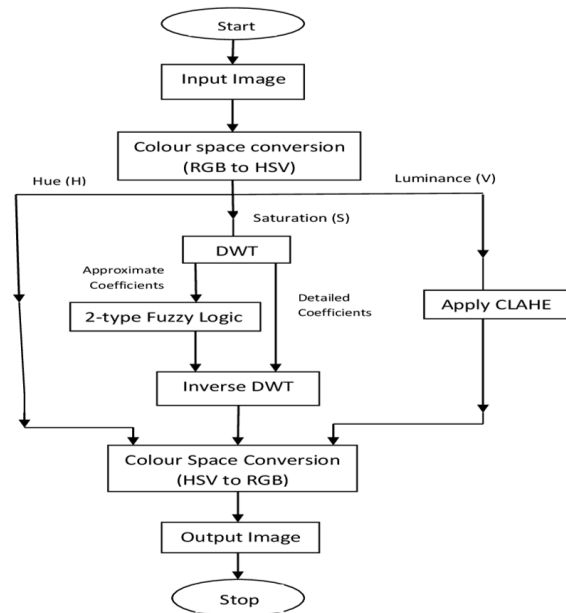 Start
Input Image
Colour space conversion
(RGB to HSV)
Hue (H)
Luminance (V)
Saturation (S)
DWT
Approximate
Coefficients
Detailed
Coefficients
2-type Fuzzy Logic
Apply CLAHE
Inverse DWT
Colour Space Conversion
(HSV to RGB)
Output Image
Stop